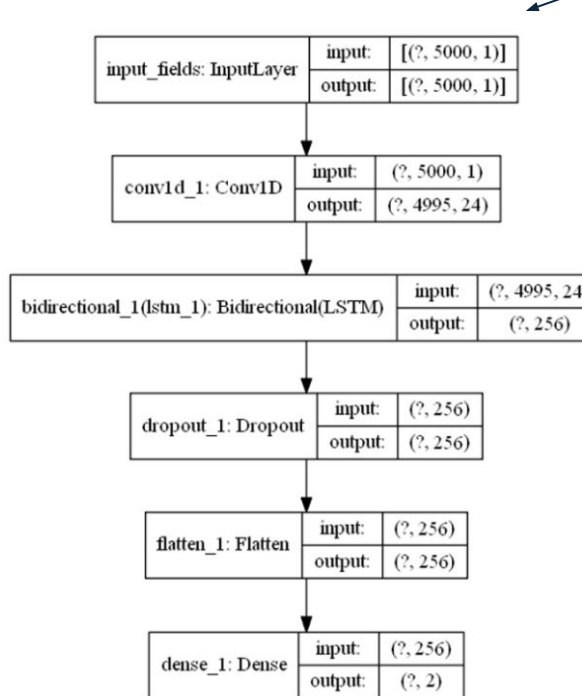 input_fields: InputLayer
input: [(?, 5000, 1)]
output: [(?, 5000, 1)]
conv1d_1: Conv1D
input: (?, 5000, 1)
output: (?, 4995, 24)
bidirectional_1(lstm_1): Bidirectional(LSTM)
input: (?, 4995, 24
output: (?, 256)
dropout_1: Dropout
input: (?, 256)
output: (?, 256)
flatten_1: Flatten
input: (?, 256)
output: (?, 256)
dense_1: Dense
input: (?, 256)
output: (?, 2)